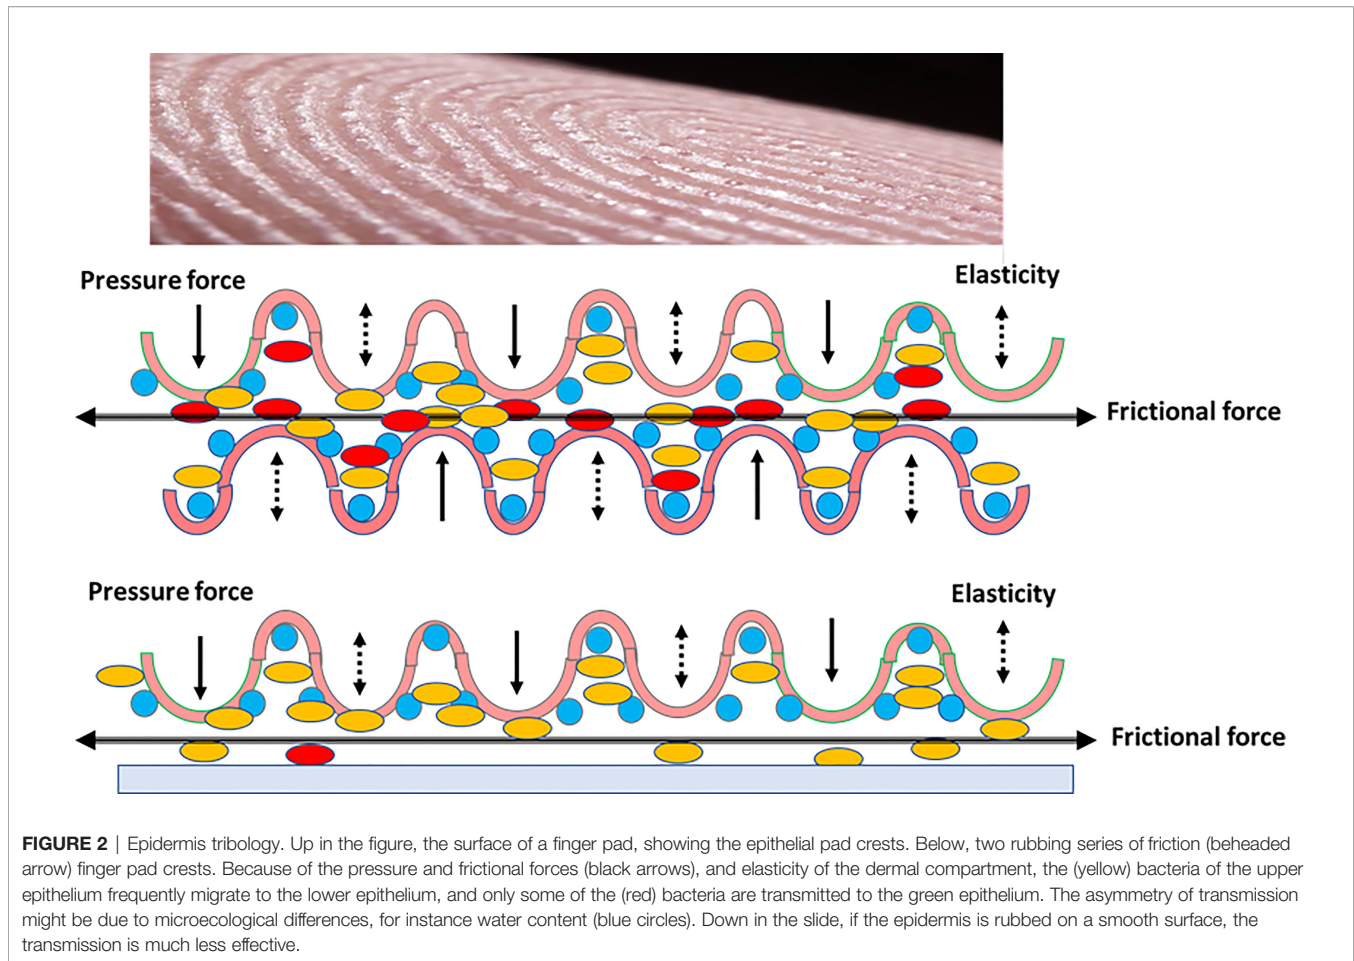 Pressure force
Elasticity
Frictional force
Pressure force
Elasticity
Frictional force
FIGURE 2 | Epidermis tribology. Up in the figure, the surface of a finger pad, showing the epithelial pad crests. Below, two rubbing series of friction (beheaded
arrow) finger pad crests. Because of the pressure and frictional forces (black arrows), and elasticity of the dermal compartment, the (yellow) bacteria of the upper
epithelium frequently migrate to the lower epithelium, and only some of the (red) bacteria are transmitted to the green epithelium. The asymmetry of transmission
might be due to microecological differences, for instance water content (blue circles). Down in the slide, if the epidermis is rubbed on a smooth surface, the
transmission is much less effective.